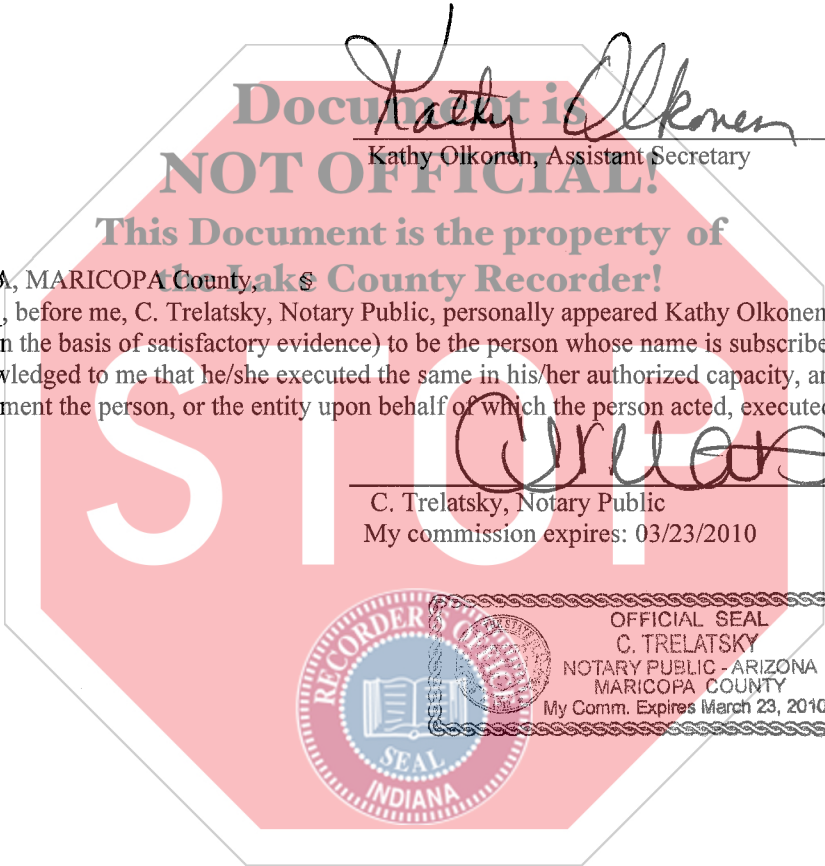 Kathy Olkonen
Document is
Kathy Olkonen, Assistant Secretary
NOT OFFICIAL!
This Document is the property of
the Lake County Recorder!
A, MARICOPA County, §
, before me, C. Trelatsky, Notary Public, personally appeared Kathy Olkonen
n the basis of satisfactory evidence) to be the person whose name is subscribe
wledged to me that he/she executed the same in his/her authorized capacity, an
ment the person, or the entity upon behalf of which the person acted, executed
STOP
C. Trelatsky, Notary Public
My commission expires: 03/23/2010
OFFICIAL SEAL
C. TRELATSKY
NOTARY PUBLIC - ARIZONA
MARICOPA COUNTY
My Comm. Expires March 23, 2010
RECORDER'S OFFICE
SEAL
INDIANA